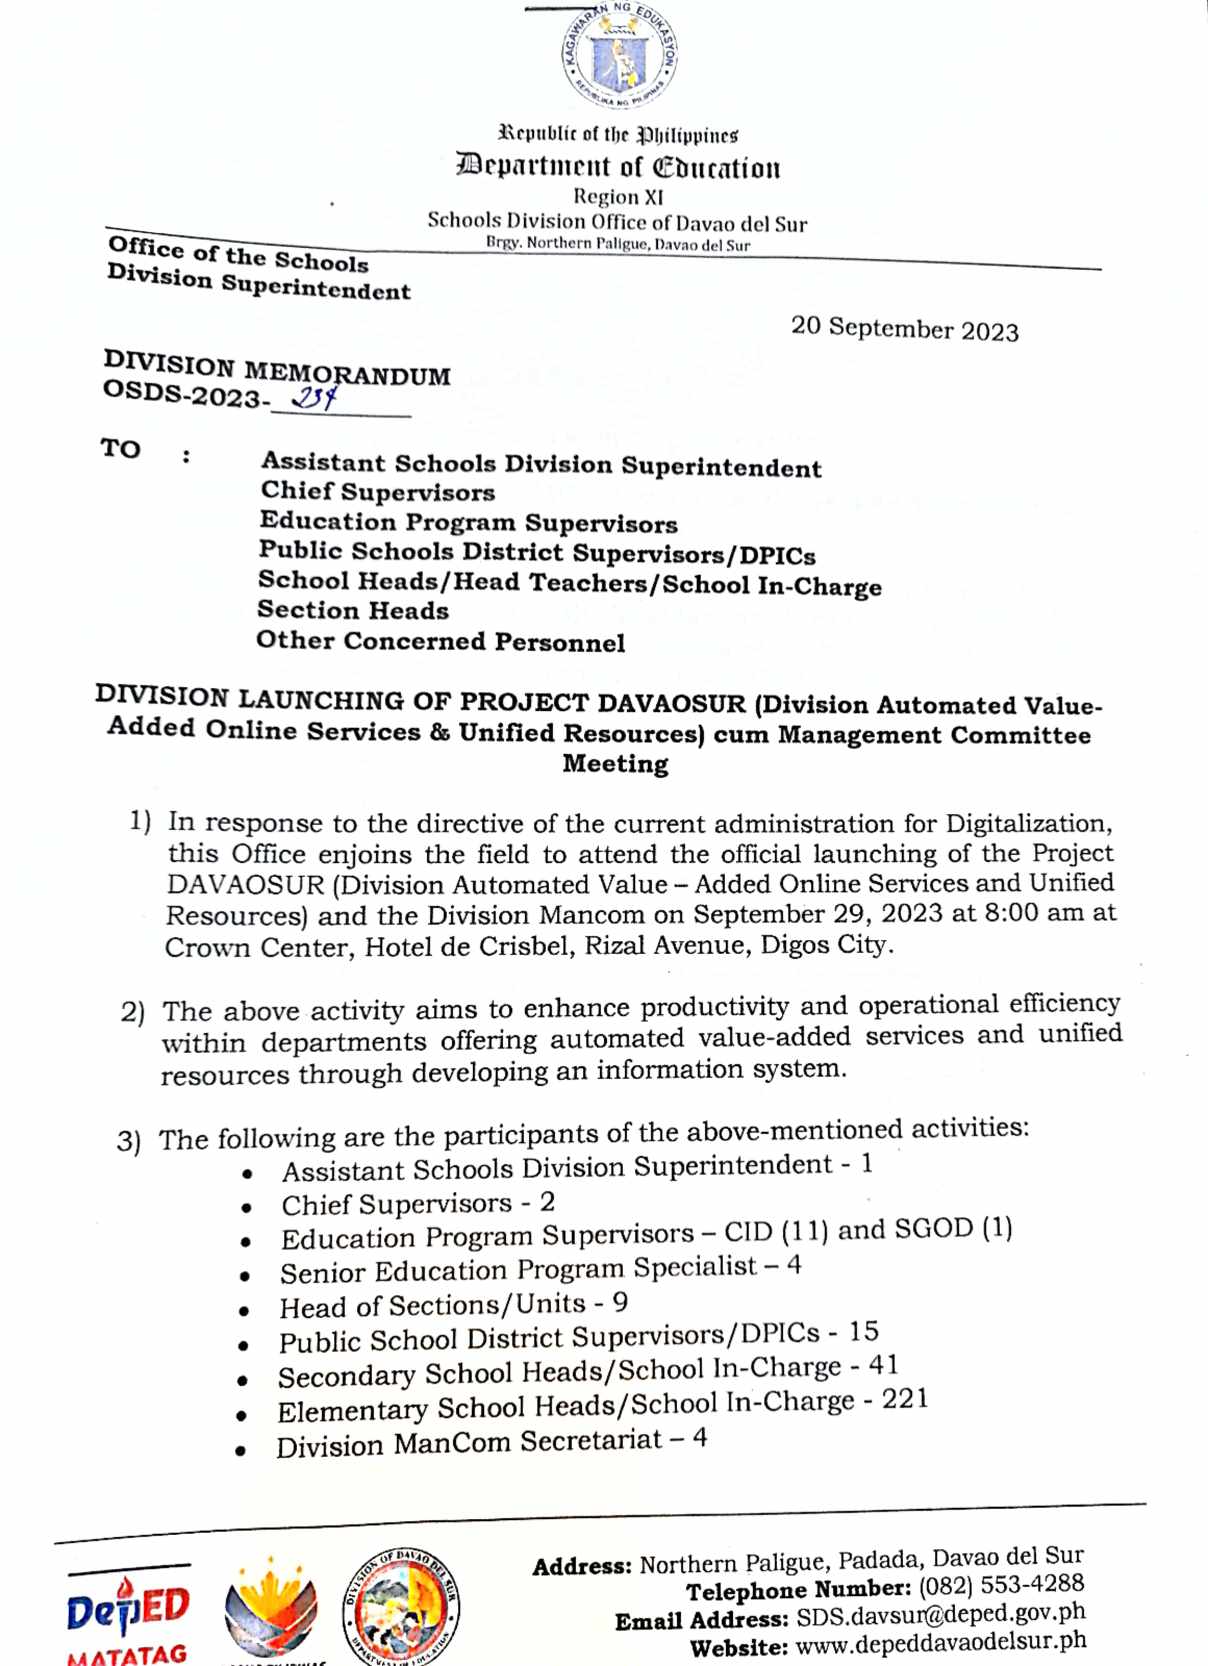 KAGAWARAN NG EDUKASYON
REPUBLIKA NG PILIPINAS
Republic of the Philippines
Department of Education
Region XI
Schools Division Office of Davao del Sur
Brgy. Northern Paligue, Davao del Sur
Office of the Schools
Division Superintendent
20 September 2023
DIVISION MEMORANDUM
OSDS-2023-
TO :
Assistant Schools Division Superintendent
Chief Supervisors
Education Program Supervisors
Public Schools District Supervisors/DPICs
School Heads/Head Teachers/School In-Charge
Section Heads
Other Concerned Personnel
DIVISION LAUNCHING OF PROJECT DAVAOSUR (Division Automated Value-
Added Online Services & Unified Resources) cum Management Committee
Meeting
1) In response to the directive of the current administration for Digitalization,
this Office enjoins the field to attend the official launching of the Project
DAVAOSUR (Division Automated Value – Added Online Services and Unified
Resources) and the Division Mancom on September 29, 2023 at 8:00 am at
Crown Center, Hotel de Crisbel, Rizal Avenue, Digos City.
2) The above activity aims to enhance productivity and operational efficiency
within departments offering automated value-added services and unified
resources through developing an information system.
3) The following are the participants of the above-mentioned activities:
• Assistant Schools Division Superintendent - 1
• Chief Supervisors - 2
• Education Program Supervisors – CID (11) and SGOD (1)
• Senior Education Program Specialist – 4
• Head of Sections/Units - 9
• Public School District Supervisors/DPICs - 15
• Secondary School Heads/School In-Charge - 41
• Elementary School Heads/School In-Charge - 221
• Division ManCom Secretariat – 4
DepED
MATATAG
DIVISION OF DAVAO DEL SUR
Address: Northern Paligue, Padada, Davao del Sur
Telephone Number: (082) 553-4288
Email Address: SDS.davsur@deped.gov.ph
Website: www.depeddavaodelsur.ph